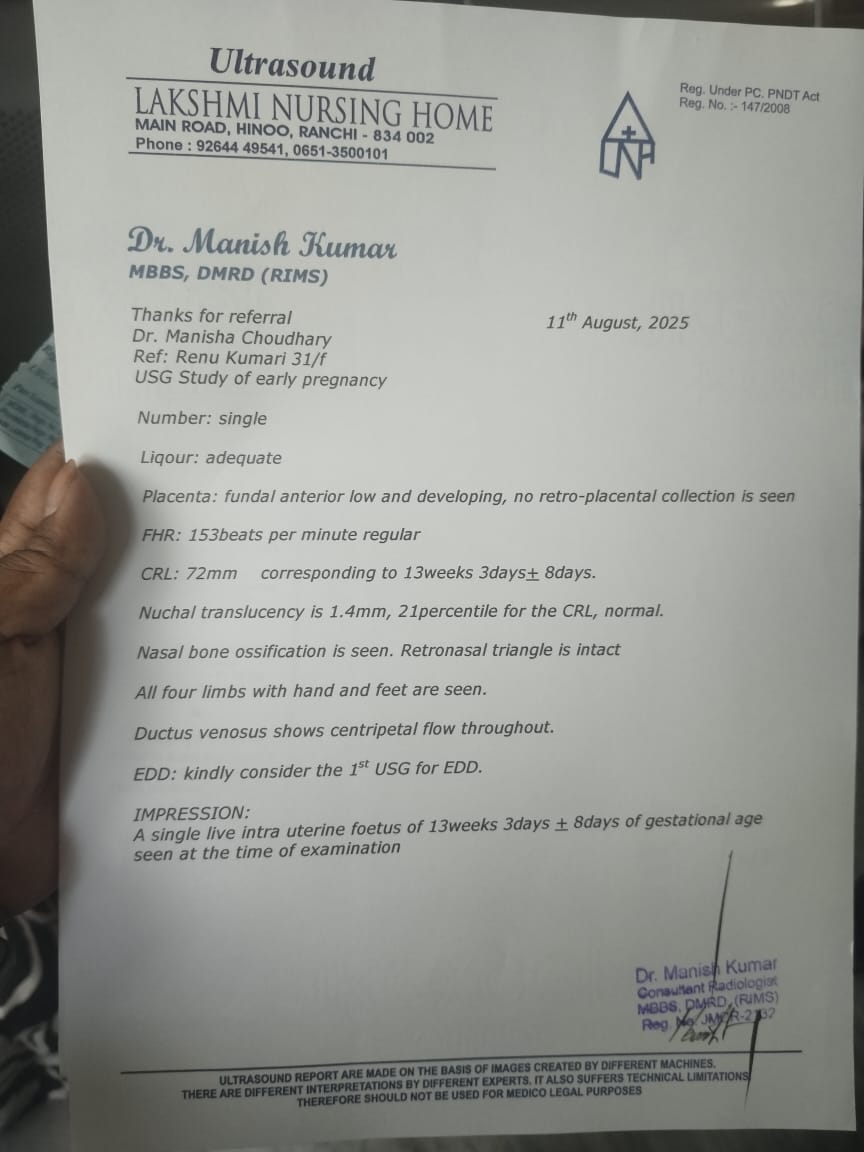 Ultrasound
LAKSHMI NURSING HOME
MAIN ROAD, HINOO, RANCHI - 834 002
Phone : 92644 49541, 0651-3500101
LNH
Reg. Under PC. PNDT Act
Reg. No. :- 147/2008
Dr. Manish Kumar
MBBS, DMRD (RIMS)
Thanks for referral
11th August, 2025
Dr. Manisha Choudhary
Ref: Renu Kumari 31/f
USG Study of early pregnancy
Number: single
Liqour: adequate
Placenta: fundal anterior low and developing, no retro-placental collection is seen
FHR: 153beats per minute regular
CRL: 72mm corresponding to 13weeks 3days± 8days.
Nuchal translucency is 1.4mm, 21percentile for the CRL, normal.
Nasal bone ossification is seen. Retronasal triangle is intact
All four limbs with hand and feet are seen.
Ductus venosus shows centripetal flow throughout.
EDD: kindly consider the 1st USG for EDD.
IMPRESSION:
A single live intra uterine foetus of 13weeks 3days ± 8days of gestational age
seen at the time of examination
Dr. Manish Kumar
Consultant Radiologist
MBBS, DMRD, (RIMS)
Reg. No.
ULTRASOUND REPORT ARE MADE ON THE BASIS OF IMAGES CREATED BY DIFFERENT MACHINES.
THERE ARE DIFFERENT INTERPRETATIONS BY DIFFERENT EXPERTS. IT ALSO SUFFERS TECHNICAL LIMITATIONS
THEREFORE SHOULD NOT BE USED FOR MEDICO LEGAL PURPOSES